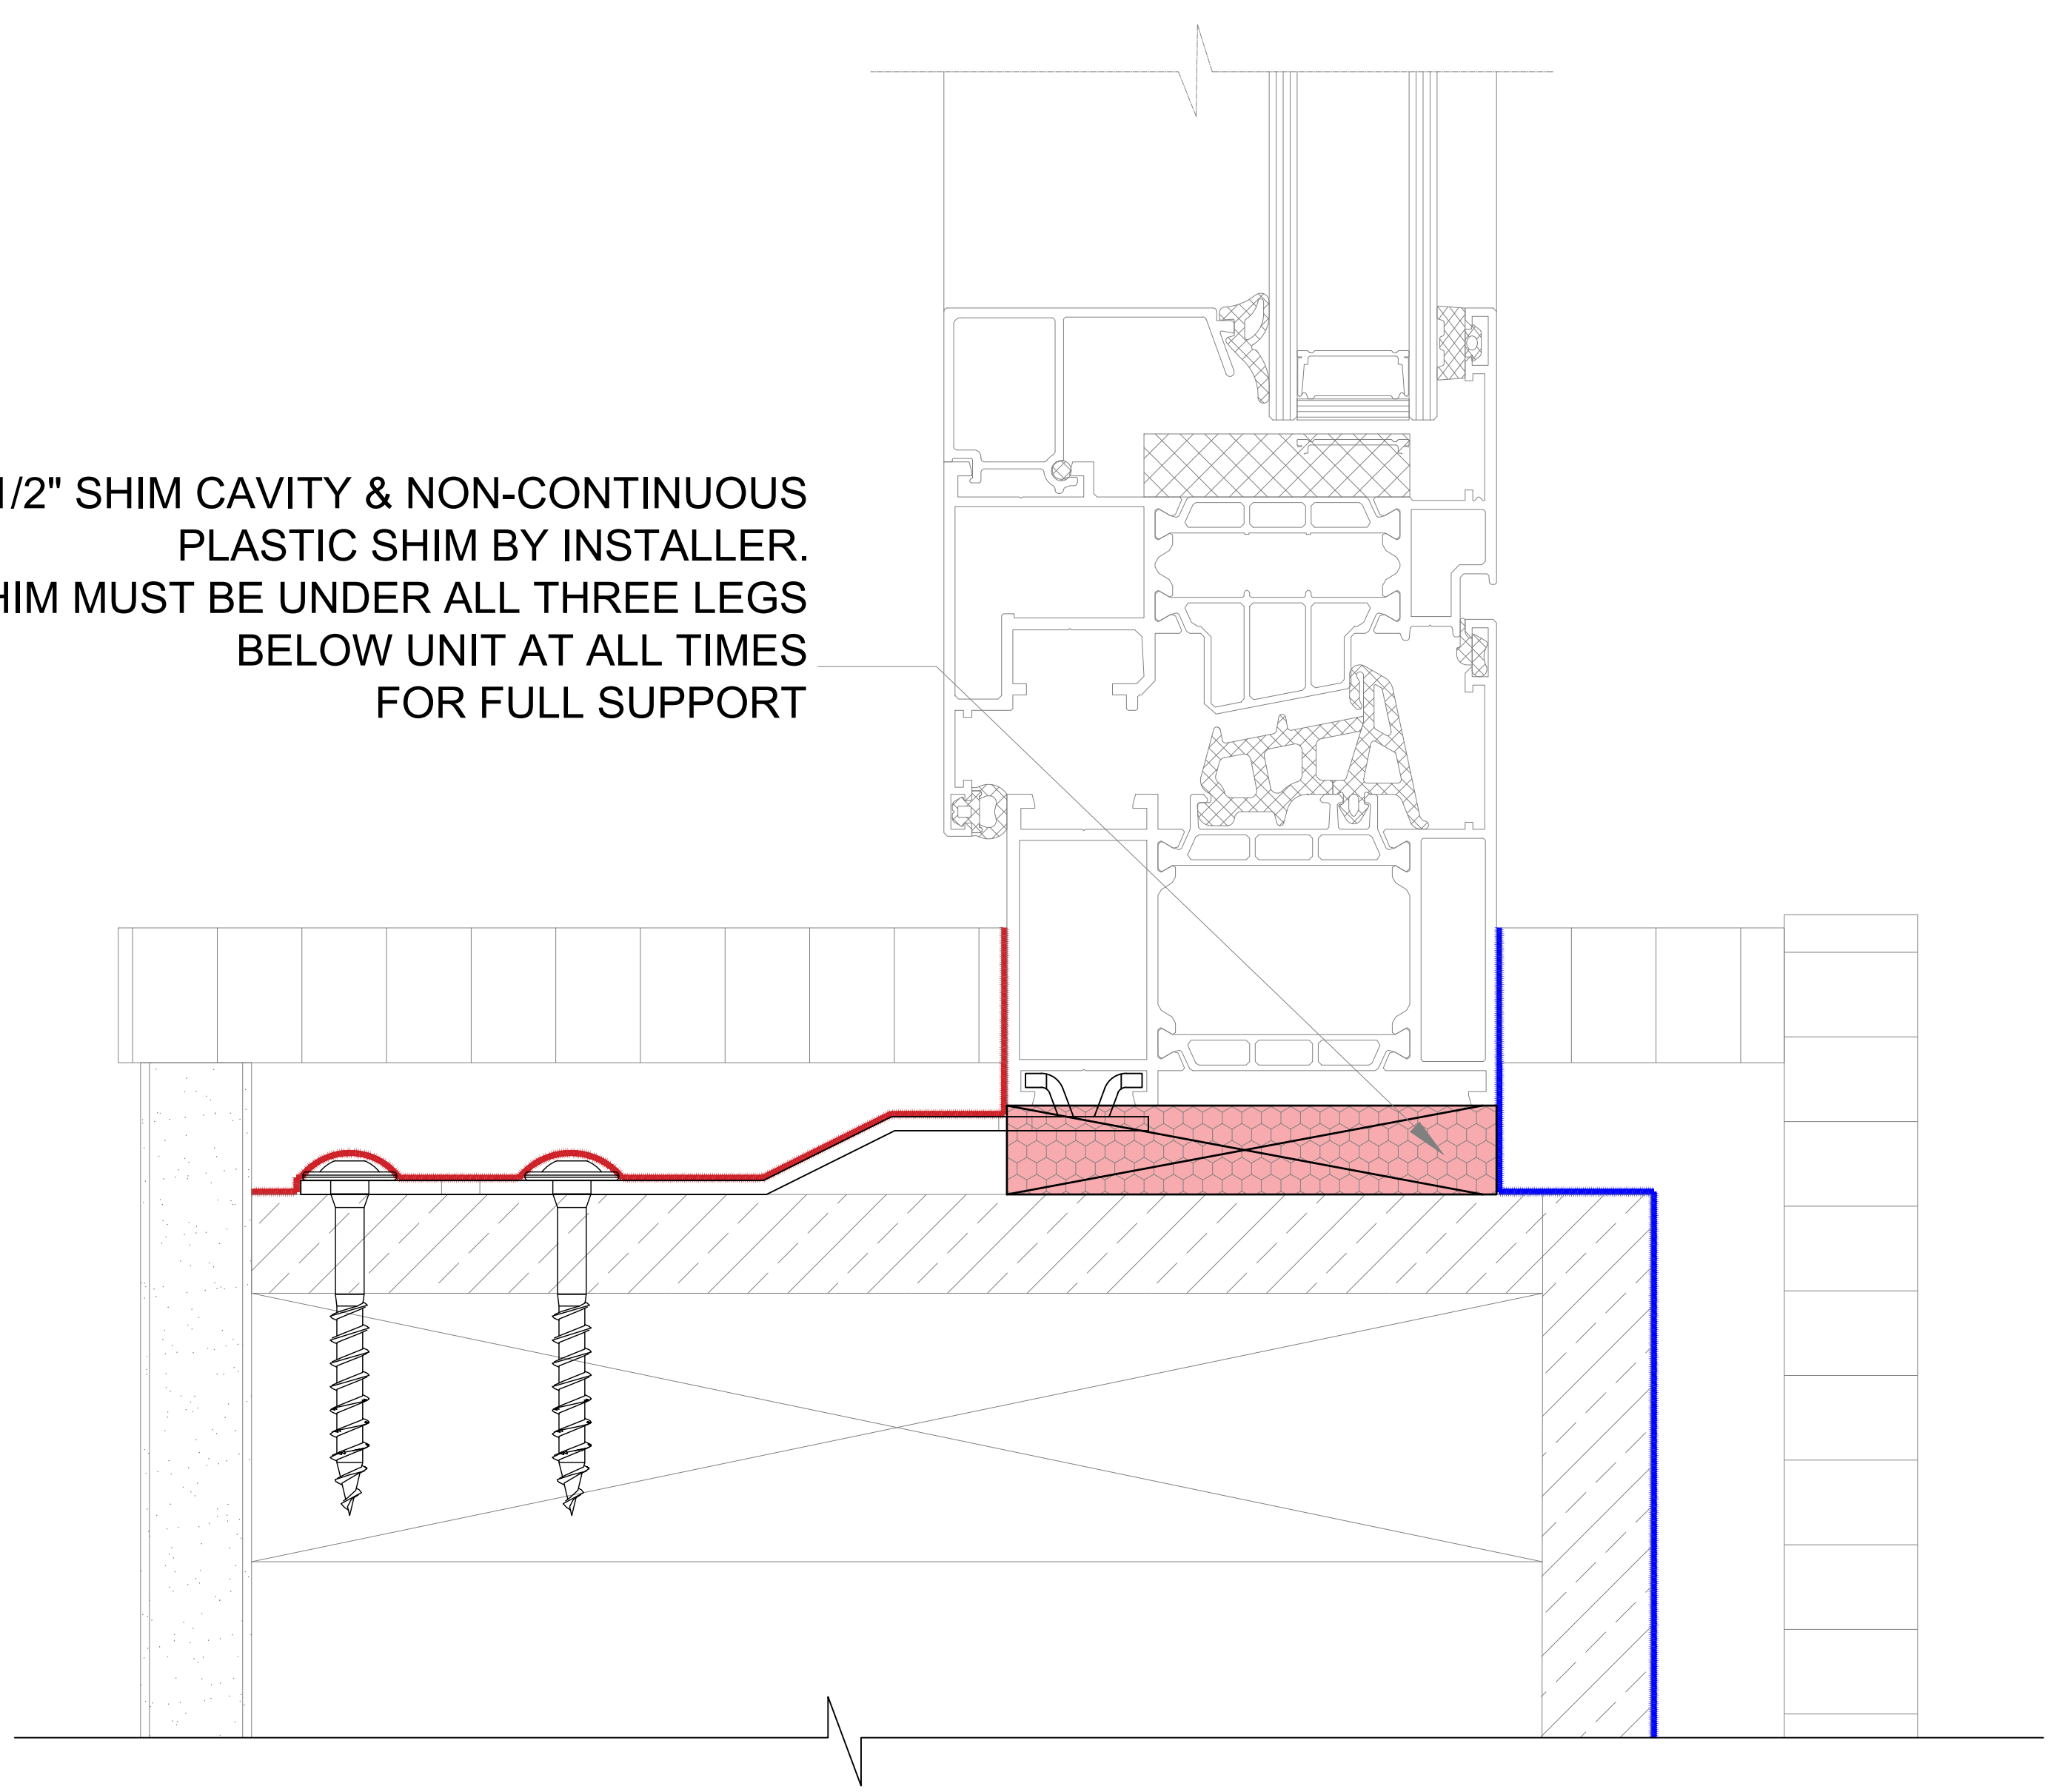 1/2" SHIM CAVITY & NON-CONTINUOUS
PLASTIC SHIM BY INSTALLER.
HIM MUST BE UNDER ALL THREE LEGS
BELOW UNIT AT ALL TIMES
FOR FULL SUPPORT